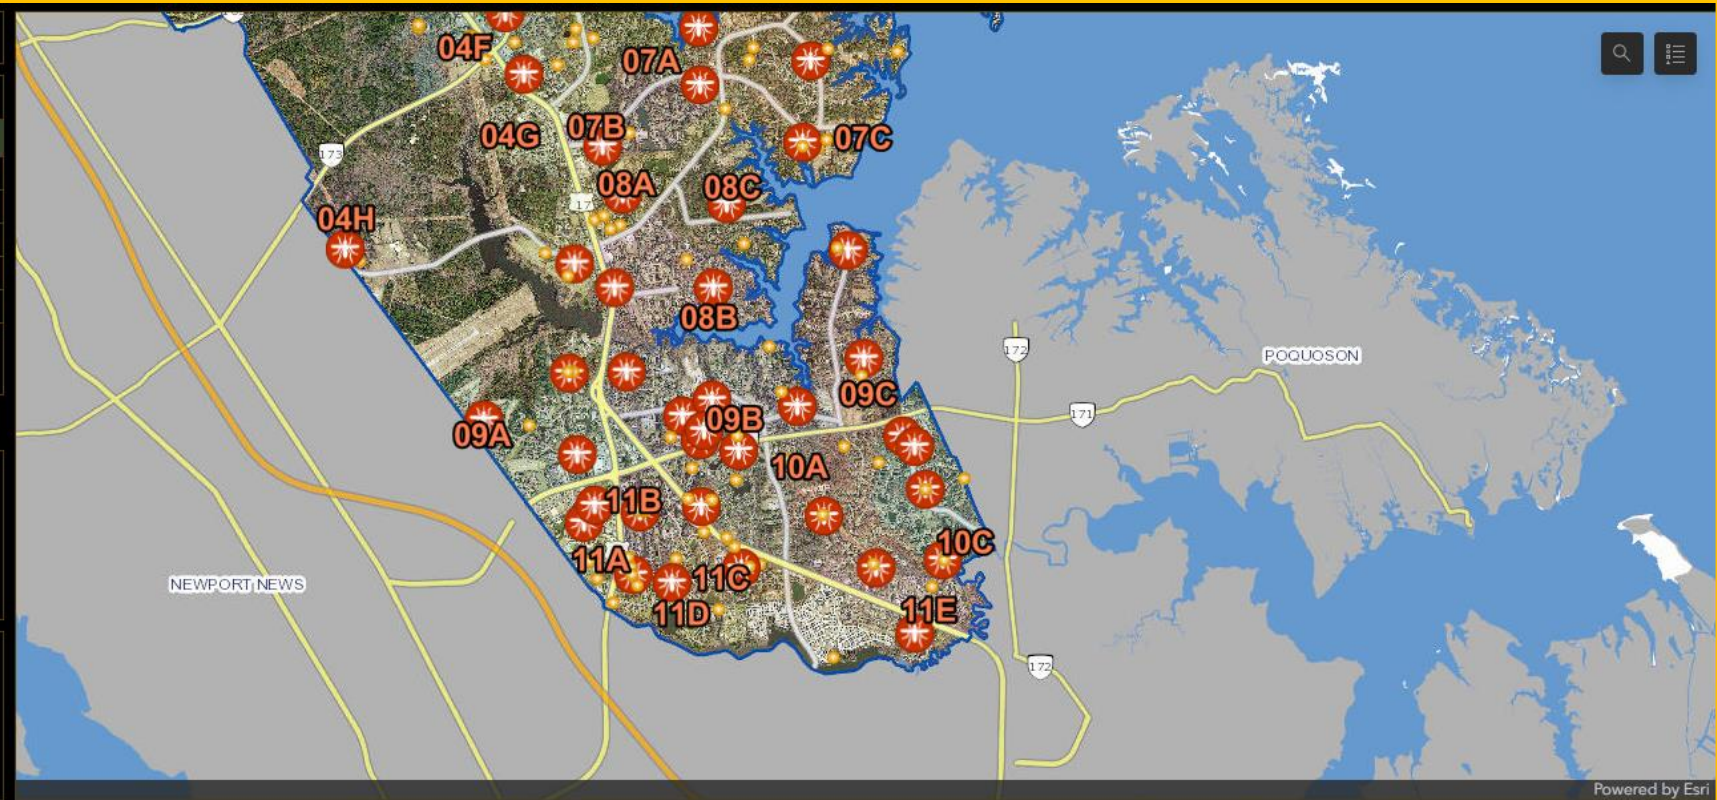 04F
07A
04G
07B
07C
173
17
08A
08C
04H
08B
172
POQUOSON
09C
171
09A
09B
10A
11B
10C
11A
11C
NEWPORT NEWS
11D
11E
172
Powered by Esri